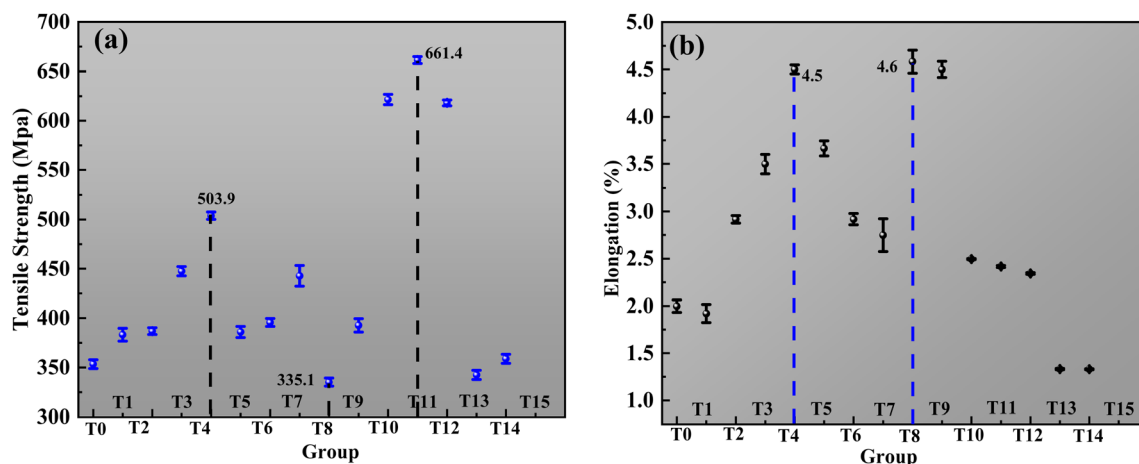 (a)
Tensile Strength (Mpa)
700
650
600
550
500
450
400
350
300
503.9
335.1
661.4
T1 T3 T5 T7 T9 T11 T13 T15
T0 T2 T4 T6 T8 T10 T12 T14
Group
(b)
Elongation (%)
5.0
4.5
4.0
3.5
3.0
2.5
2.0
1.5
1.0
4.5
4.6
T1 T3 T5 T7 T9 T11 T13 T15
T0 T2 T4 T6 T8 T10 T12 T14
Group